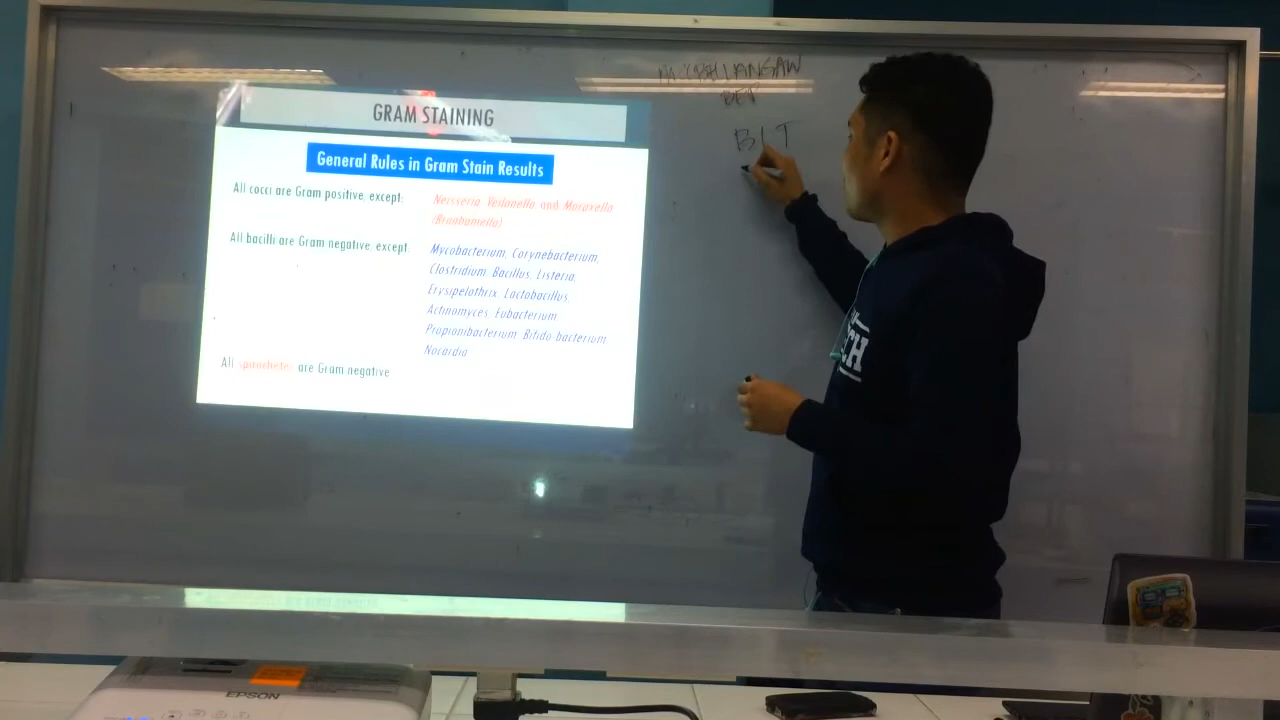 GRAM STAINING
General Rules in Gram Stain Results
All cocci are Gram positive, except:
Neisseria, Veilonella and Moraxella
(Branhamella)
All bacilli are Gram negative, except:
Mycobacterium, Corynebacterium,
Clostridium, Bacillus, Listeria,
Erysipelothrix, Lactobacillus,
Actinomyces, Eubacterium
Propionibacterium, Bifido bacterium,
Nocardia
All spirochetes are Gram negative
CH
EPSON